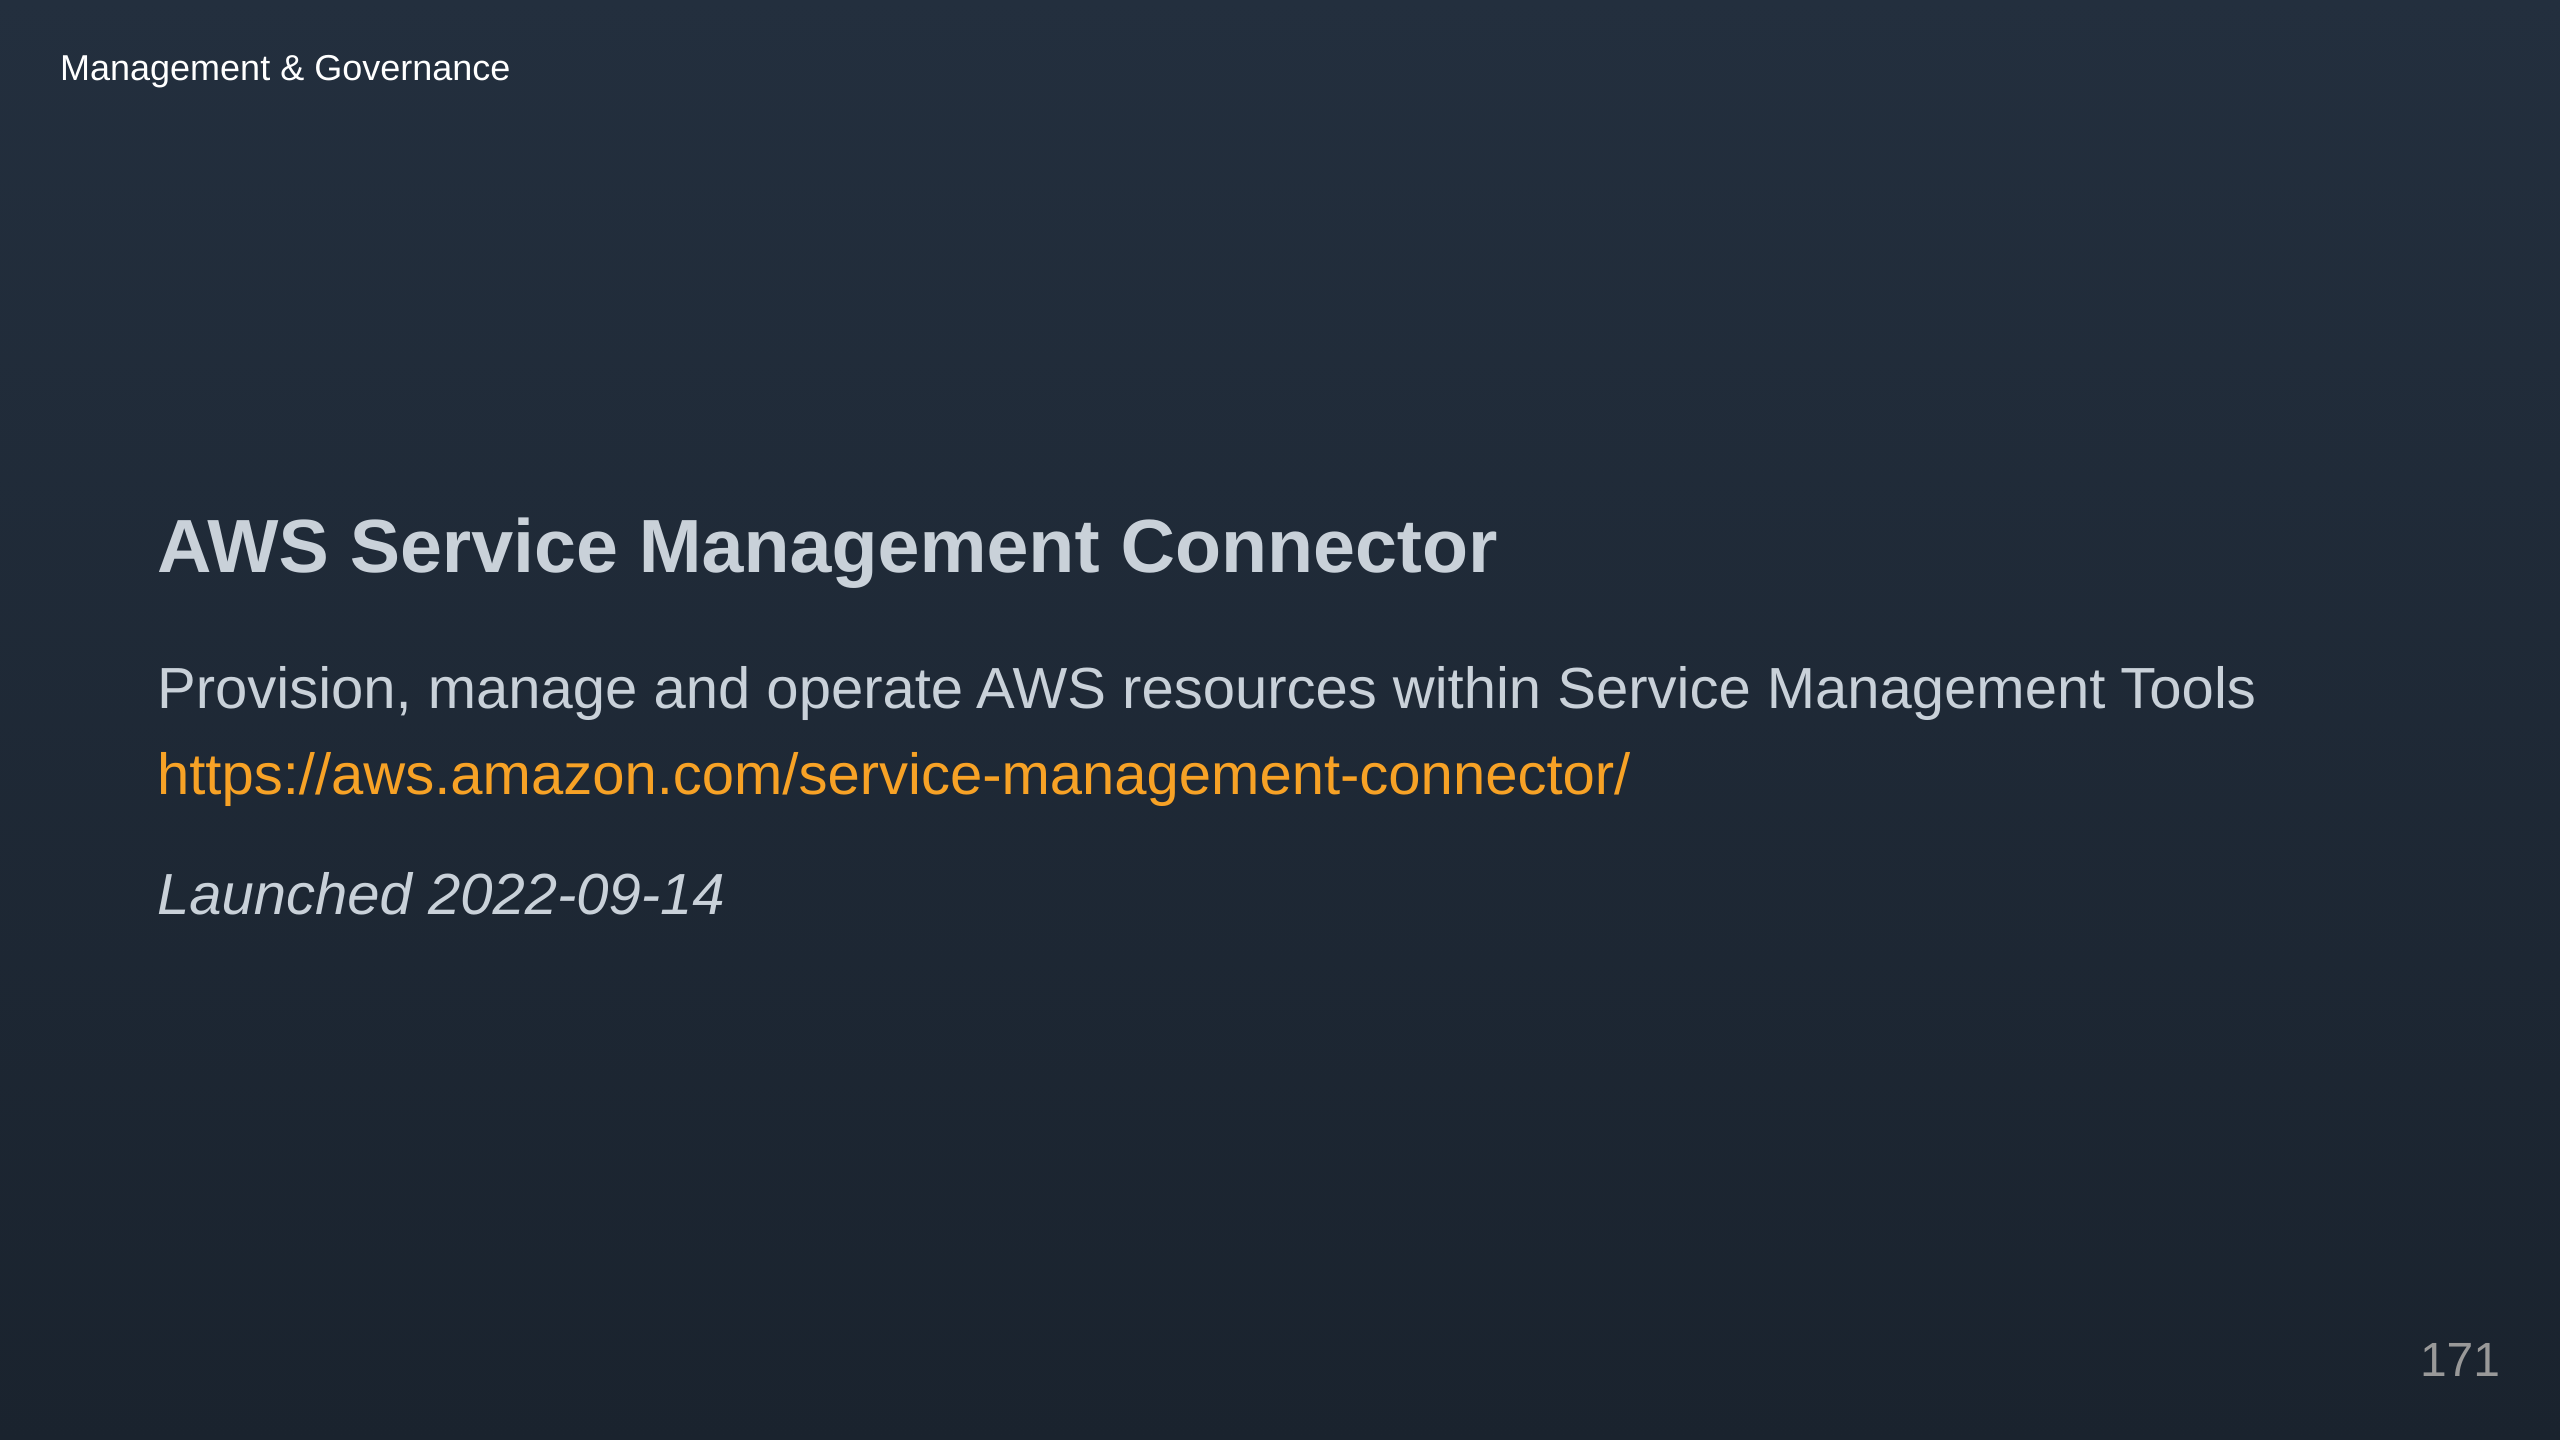 Management & Governance
AWS Service Management Connector
Provision, manage and operate AWS resources within Service Management Tools
https://aws.amazon.com/service-management-connector/
Launched 2022-09-14
171